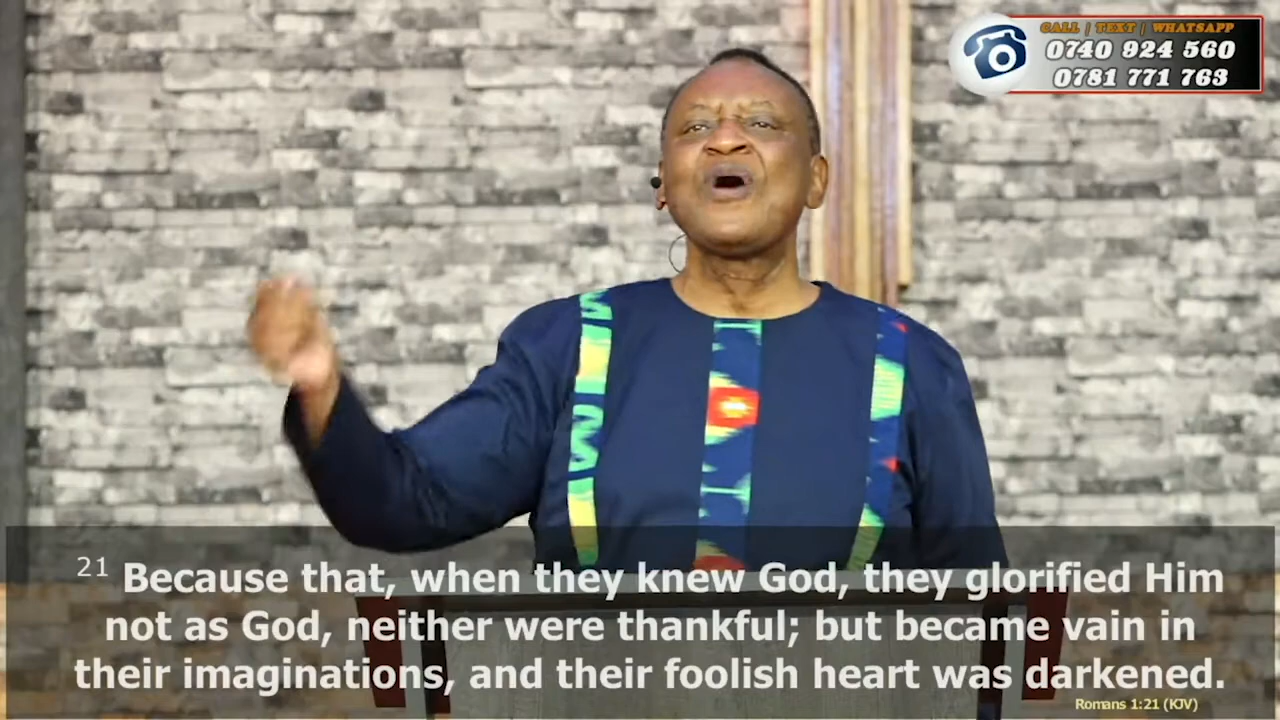 CALL | TEXT | WHATSAPP
0740 924 560
0781 771 763
21 Because that, when they knew God, they glorified Him
not as God, neither were thankful; but became vain in
their imaginations, and their foolish heart was darkened.
Romans 1:21 (KJV)